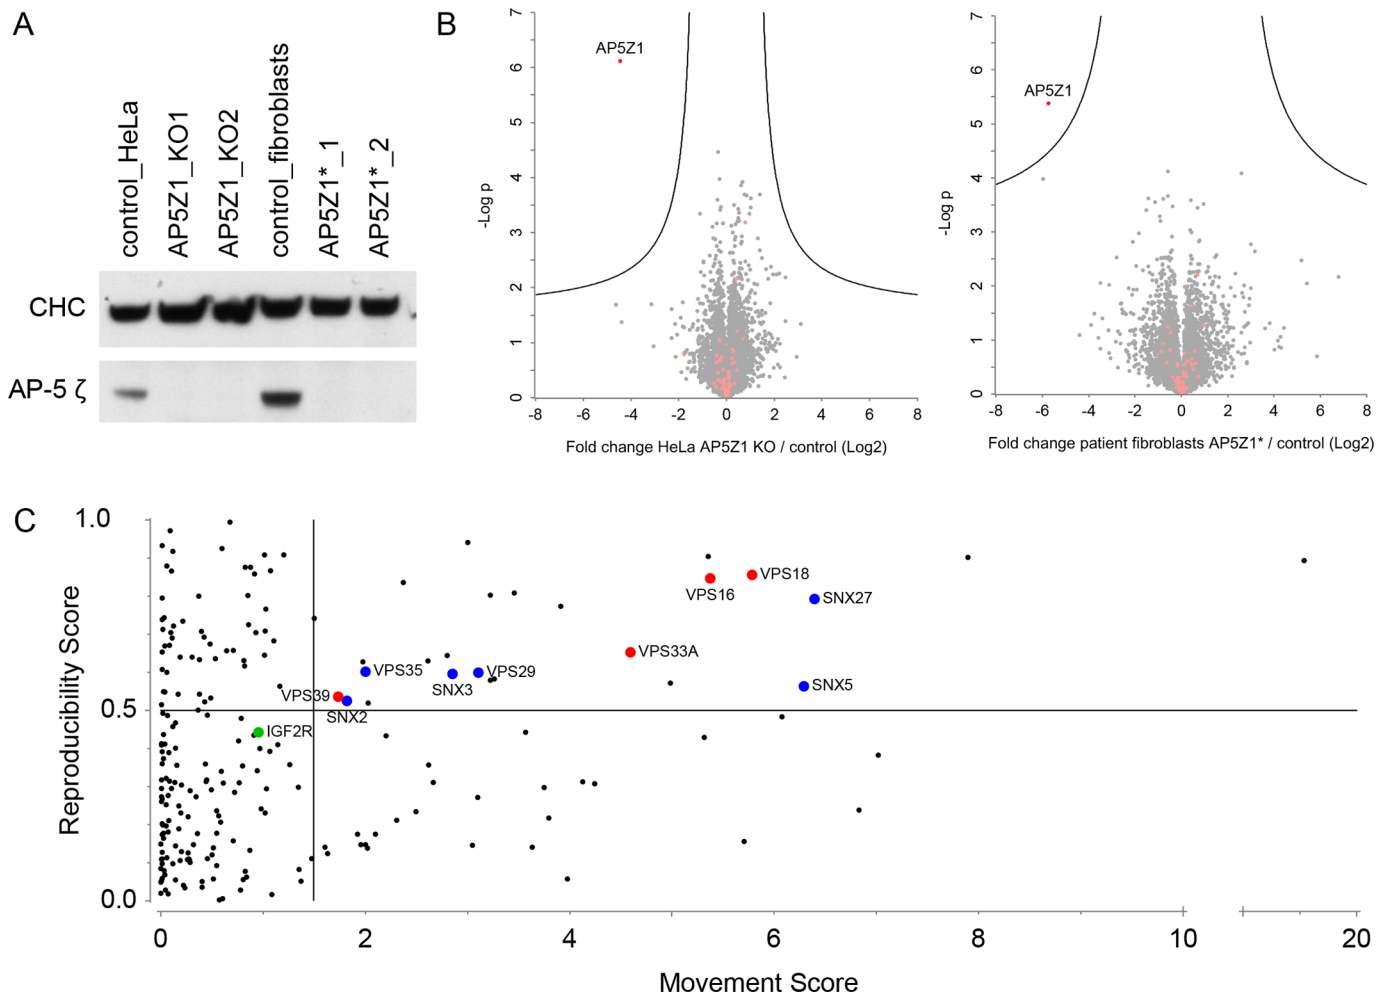 A
control_HeLa
AP5Z1_KO1
AP5Z1_KO2
control_fibroblasts
AP5Z1*_1
AP5Z1*_2
CHC
AP-5 ζ
B
7
6
5
4
3
2
1
0
-Log p
AP5Z1
-8 -6 -4 -2 0 2 4 6 8
Fold change HeLa AP5Z1 KO / control (Log2)
7
6
5
4
3
2
1
0
-Log p
AP5Z1
-8 -6 -4 -2 0 2 4 6 8
Fold change patient fibroblasts AP5Z1* / control (Log2)
C
1.0
0.5
0.0
Reproducibility Score
VPS16
VPS18
SNX27
VPS33A
VPS35
SNX3
VPS29
SNX5
VPS39
SNX2
IGF2R
0 2 4 6 8 10 20
Movement Score